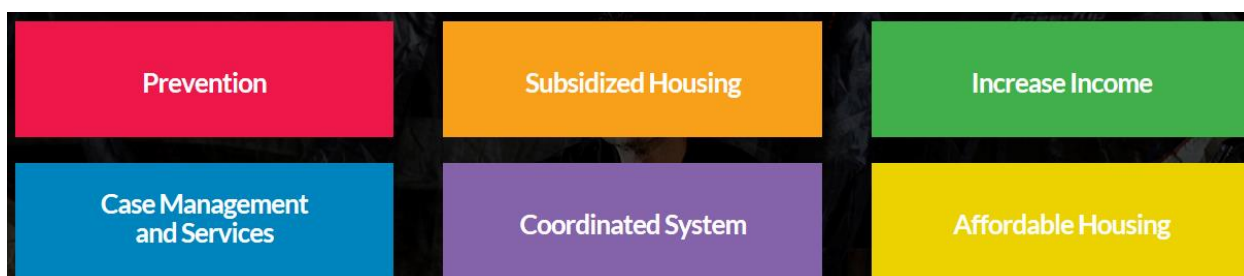 Prevention
Subsidized Housing
Increase Income
Case Management
and Services
Coordinated System
Affordable Housing